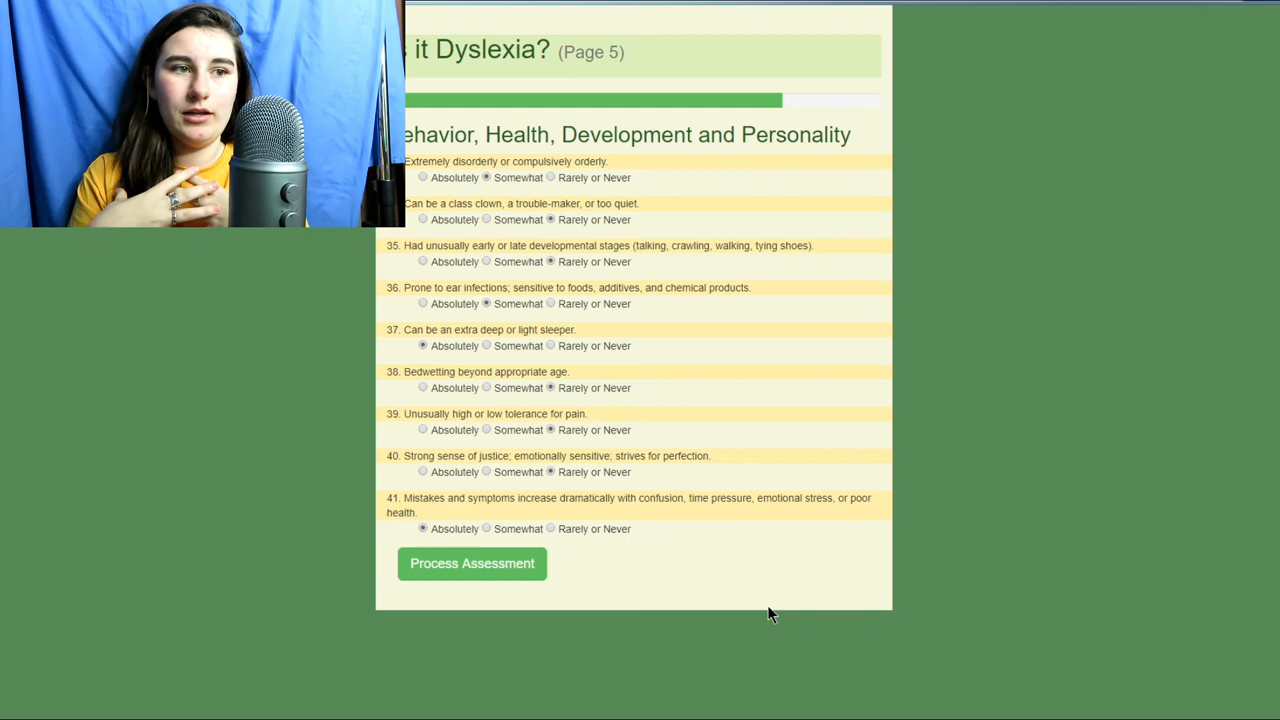 it Dyslexia? (Page 5)
ehavior, Health, Development and Personality
Extremely disorderly or compulsively orderly.
Absolutely Somewhat Rarely or Never
Can be a class clown, a trouble-maker, or too quiet.
Absolutely Somewhat Rarely or Never
35. Had unusually early or late developmental stages (talking, crawling, walking, tying shoes).
Absolutely Somewhat Rarely or Never
36. Prone to ear infections; sensitive to foods, additives, and chemical products.
Absolutely Somewhat Rarely or Never
37. Can be an extra deep or light sleeper.
Absolutely Somewhat Rarely or Never
38. Bedwetting beyond appropriate age.
Absolutely Somewhat Rarely or Never
39. Unusually high or low tolerance for pain.
Absolutely Somewhat Rarely or Never
40. Strong sense of justice; emotionally sensitive; strives for perfection.
Absolutely Somewhat Rarely or Never
41. Mistakes and symptoms increase dramatically with confusion, time pressure, emotional stress, or poor
health.
Absolutely Somewhat Rarely or Never
Process Assessment